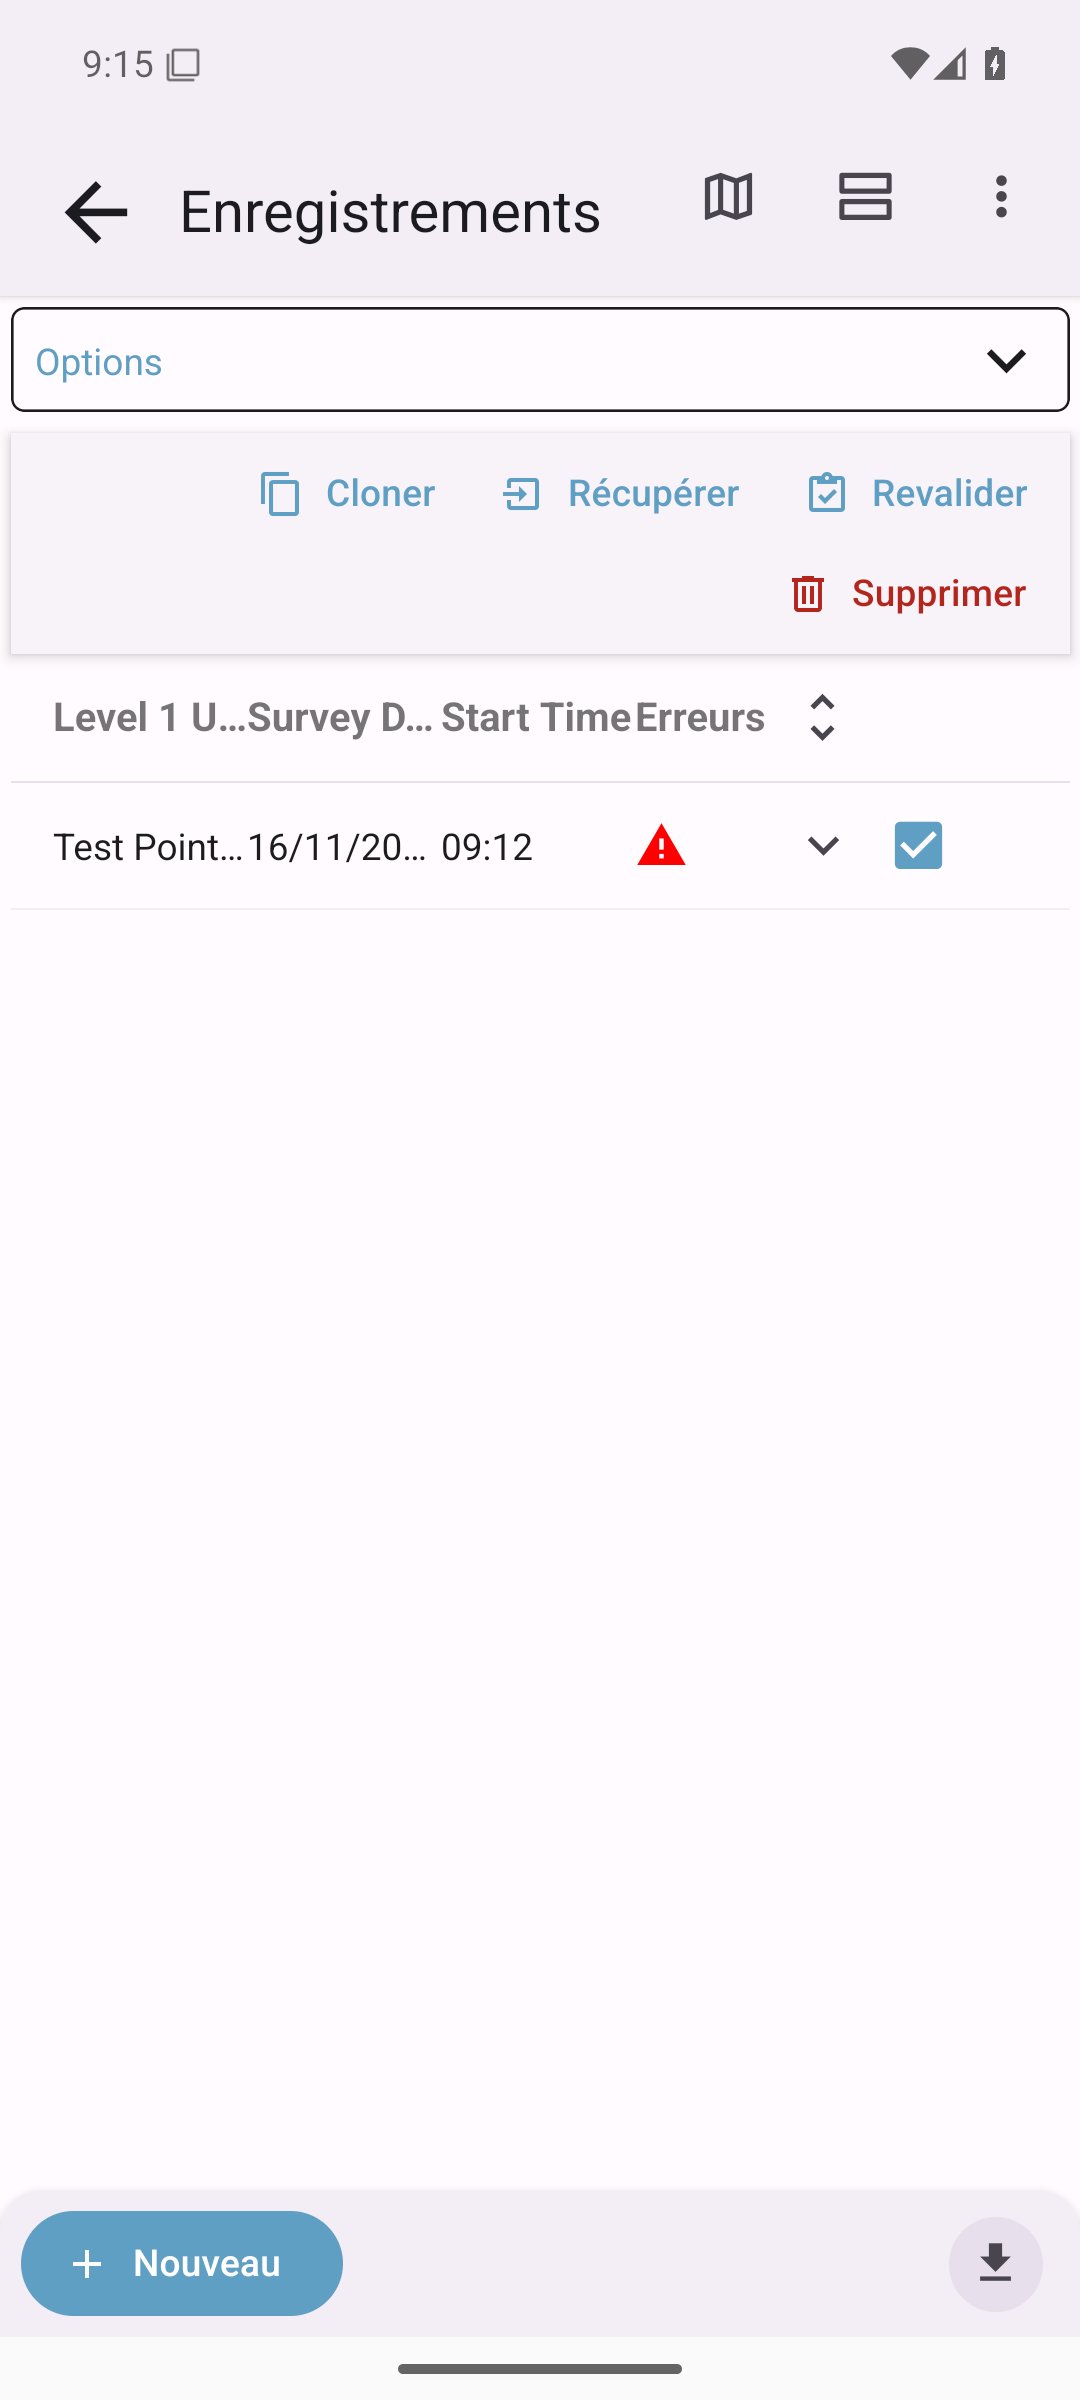 9:15
Enregistrements
Options
Cloner Récupérer Revalider
Supprimer
Level 1 U... Survey D... Start Time Erreurs
Test Point... 16/11/20... 09:12
Nouveau